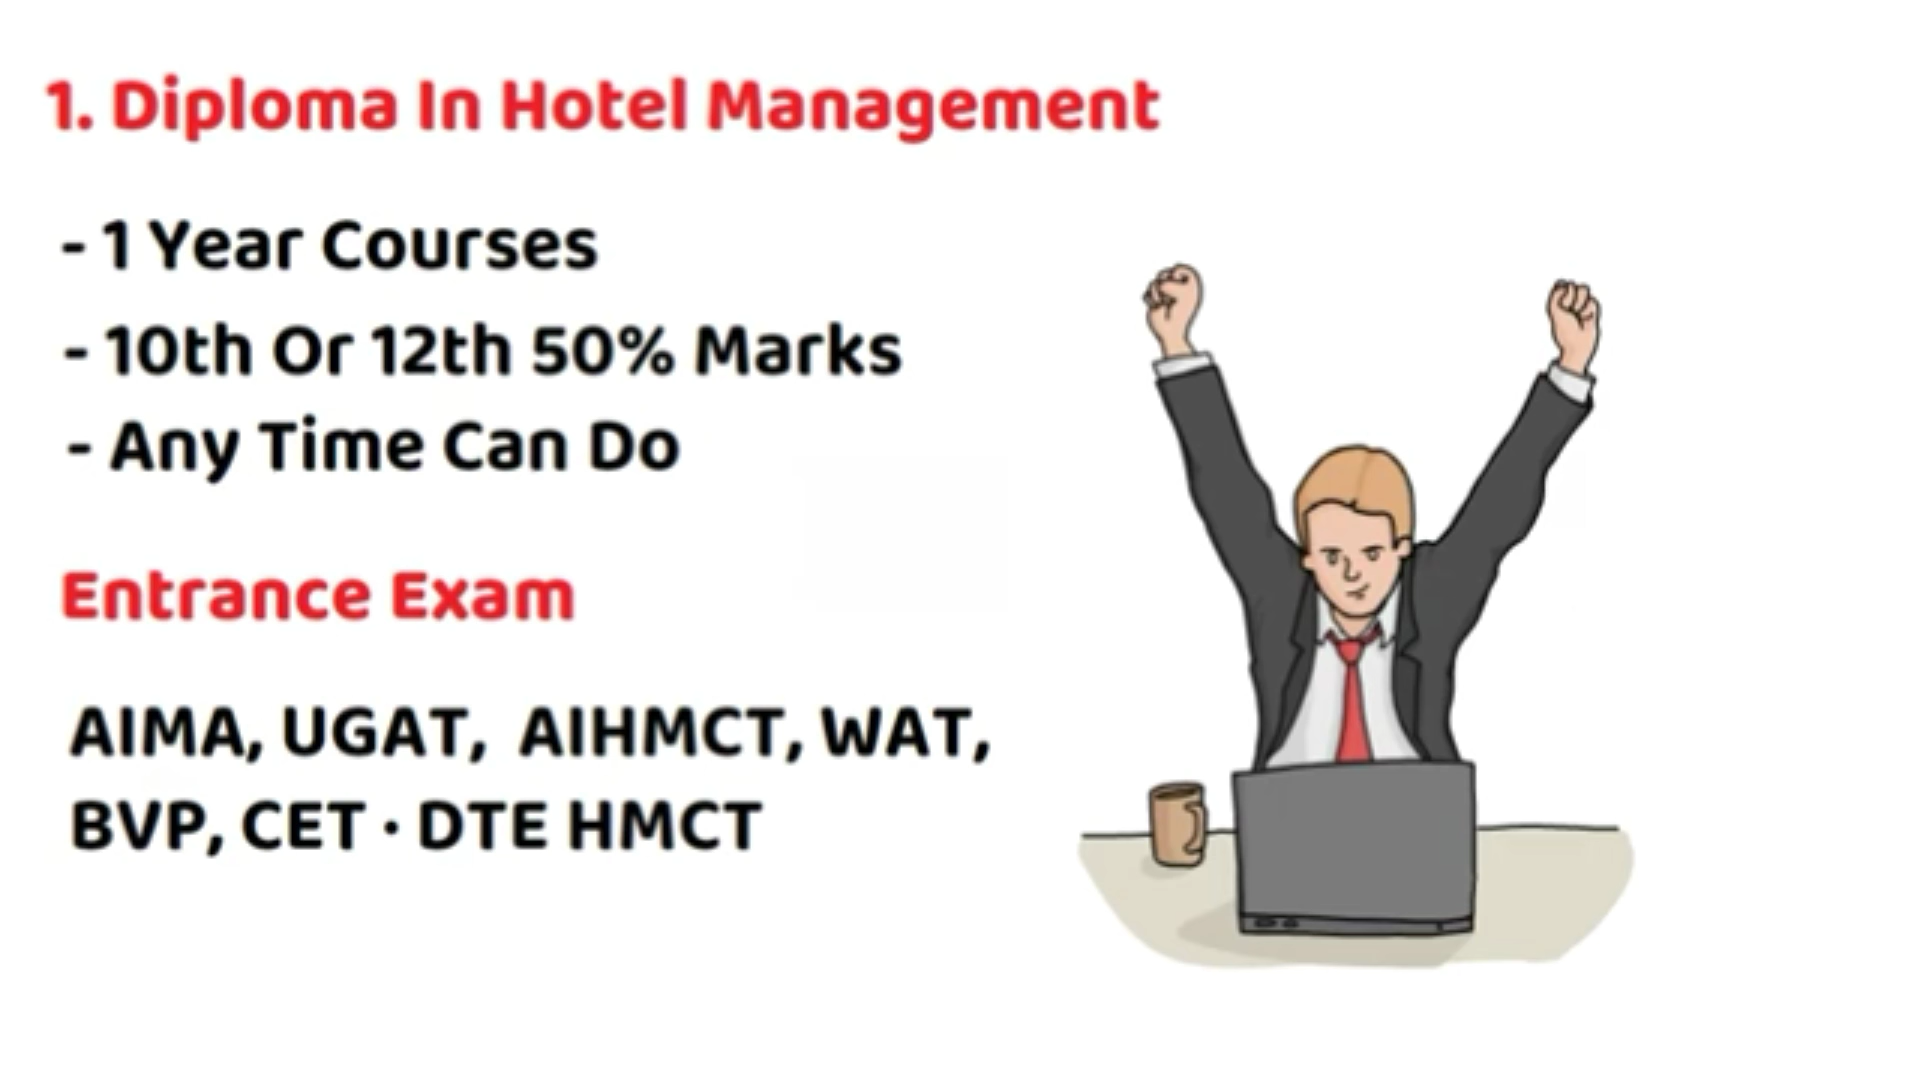 1. Diploma In Hotel Management
- 1 Year Courses
- 10th Or 12th 50% Marks
- Any Time Can Do
Entrance Exam
AIMA, UGAT, AIHMCT, WAT,
BVP, CET · DTE HMCT